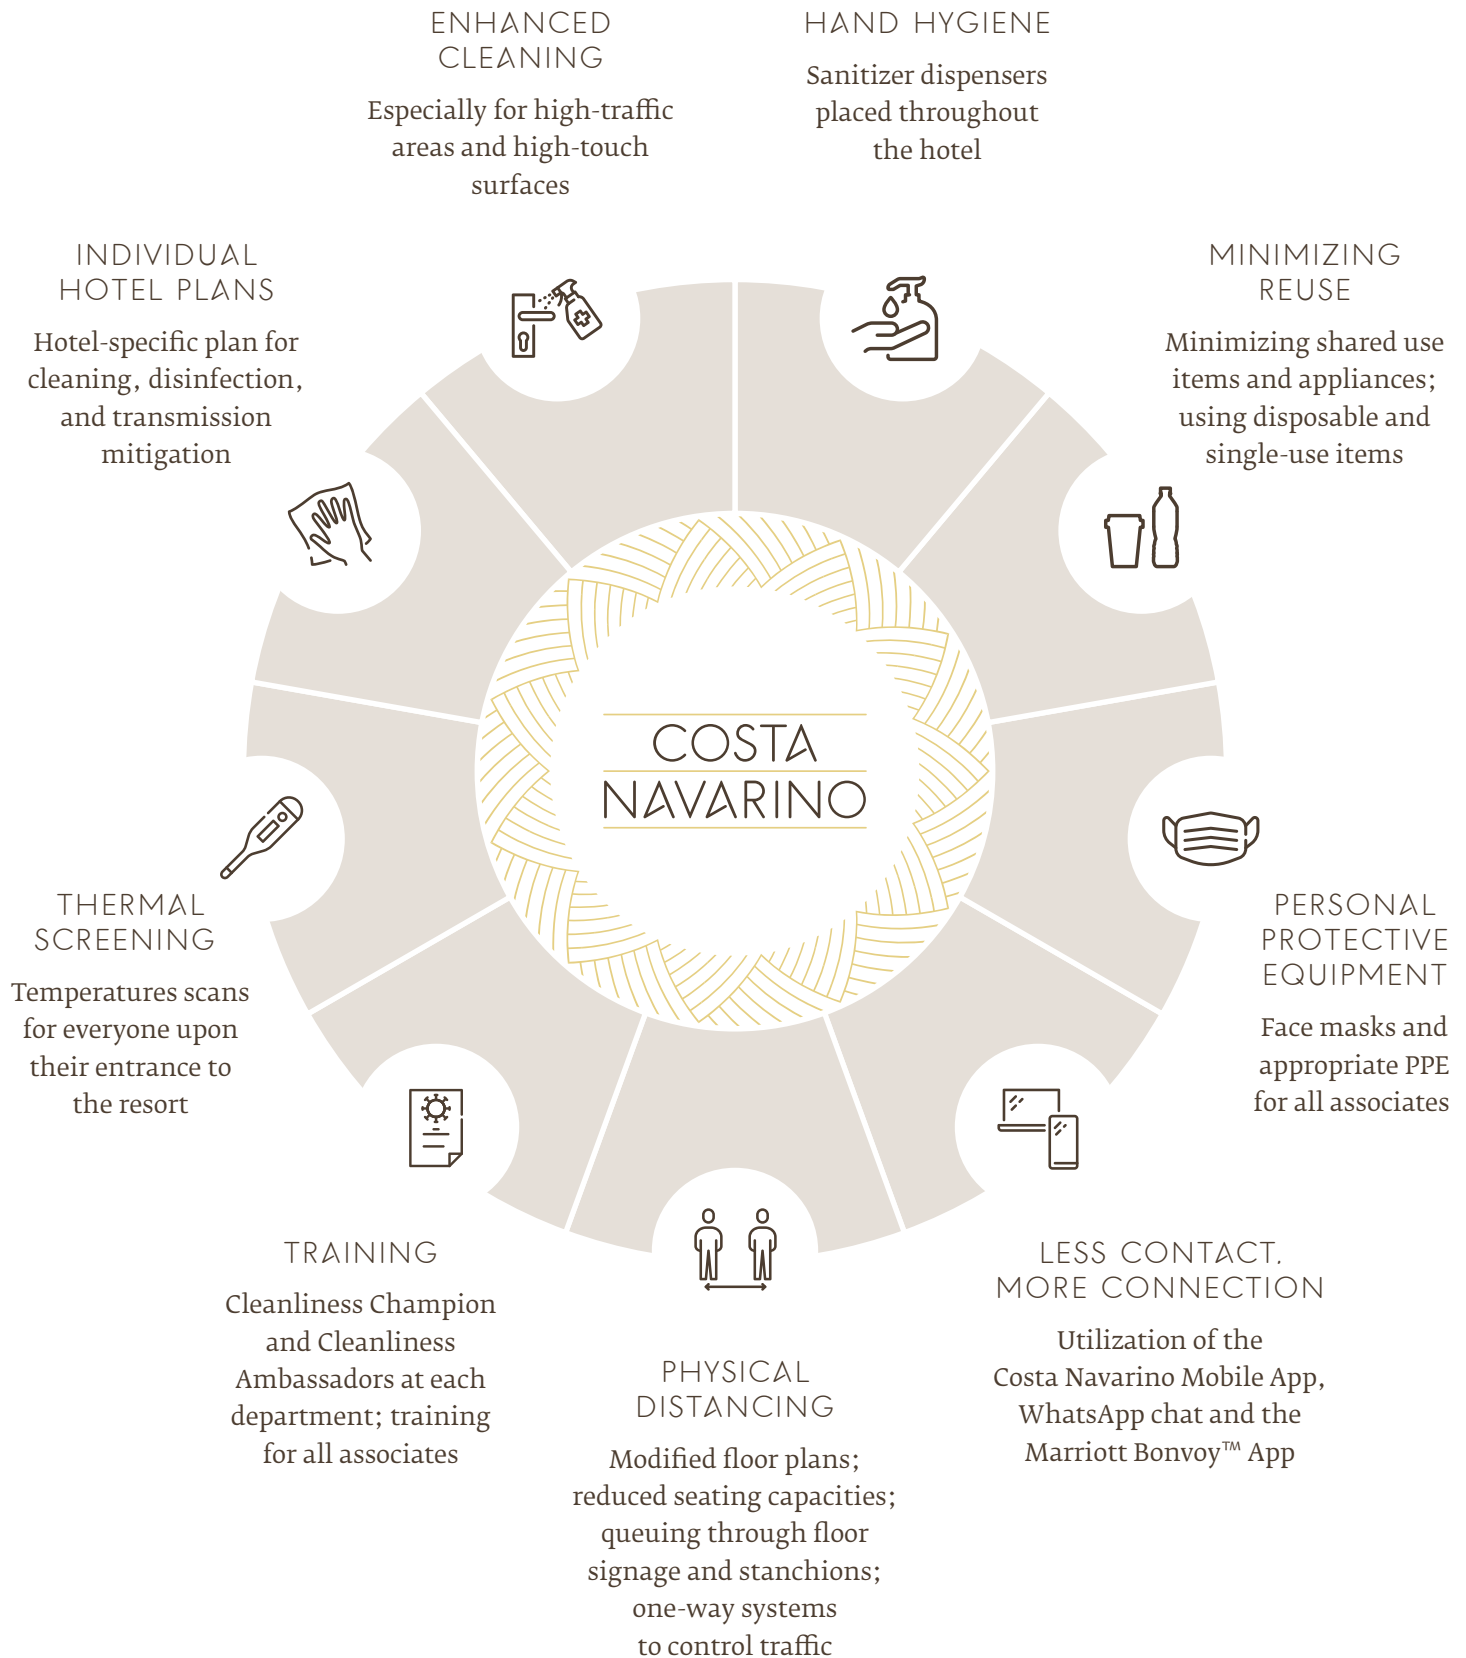 ENHANCED
CLEANING
Especially for high-traffic
areas and high-touch
surfaces
HAND HYGIENE
Sanitizer dispensers
placed throughout
the hotel
INDIVIDUAL
HOTEL PLANS
Hotel-specific plan for
cleaning, disinfection,
and transmission
mitigation
MINIMIZING
REUSE
Minimizing shared use
items and appliances;
using disposable and
single-use items
COSTA
NAVARINO
THERMAL
SCREENING
Temperatures scans
for everyone upon
their entrance to
the resort
PERSONAL
PROTECTIVE
EQUIPMENT
Face masks and
appropriate PPE
for all associates
TRAINING
Cleanliness Champion
and Cleanliness
Ambassadors at each
department; training
for all associates
PHYSICAL
DISTANCING
Modified floor plans;
reduced seating capacities;
queuing through floor
signage and stanchions;
one-way systems
to control traffic
LESS CONTACT,
MORE CONNECTION
Utilization of the
Costa Navarino Mobile App,
WhatsApp chat and the
Marriott Bonvoy™ App